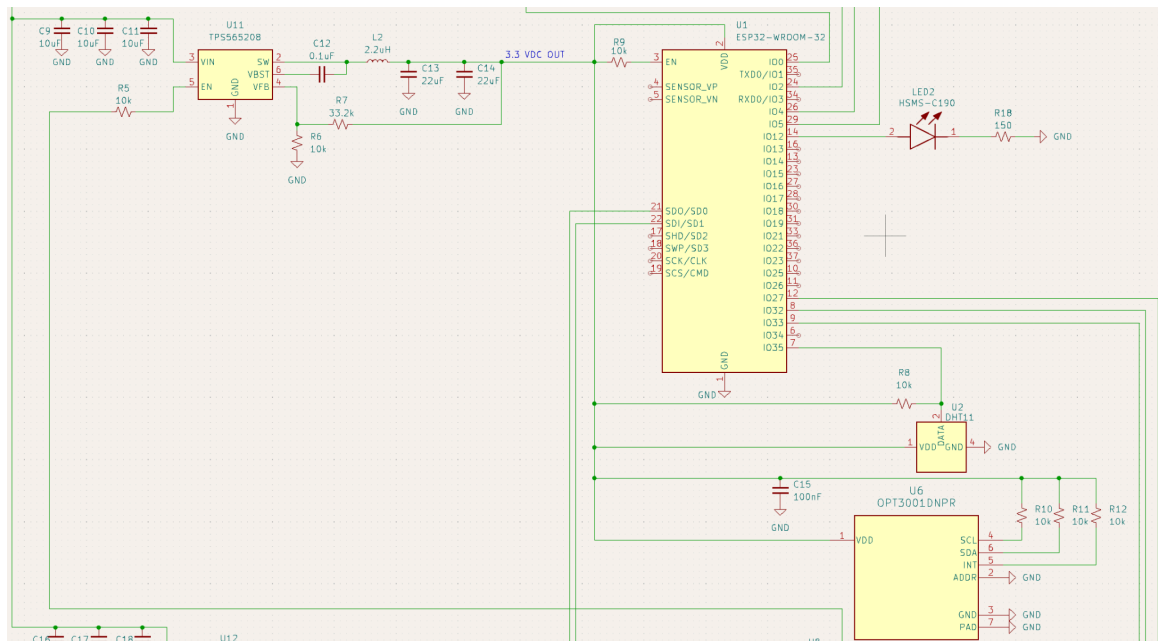 C9
10uF
GND
C10
10uF
GND
C11
10uF
GND
U11
TPS565208
3 VIN
SW 2
VBST 6
5 EN
VFB 4
GND
1
GND
R5
10k
C12
0.1uF
L2
2.2uH
C13
22uF
GND
C14
22uF
GND
R7
33.2k
R6
10k
GND
3.3 VDC OUT
R9
10k
U1
ESP32-WROOM-32
2
VDD
3 EN
4 SENSOR_VP
5 SENSOR_VN
21 SDO/SD0
22 SDI/SD1
17 SHD/SD2
18 SWP/SD3
20 SCK/CLK
19 SCS/CMD
IO0 25
TXD0/IO1 35
IO2 24
RXD0/IO3 34
IO4 26
IO5 29
IO12 14
IO13 16
IO14 13
IO15 23
IO16 27
IO17 28
IO18 30
IO19 31
IO21 33
IO22 36
IO23 37
IO25 10
IO26 11
IO27 12
IO32 8
IO33 9
IO34 6
IO35 7
GND
1
GND
LED2
HSMS-C190
2
1
R18
150
GND
R8
10k
U2
DHT11
2
DATA
1 VDD
GND 4
GND
C15
100nF
GND
U6
OPT3001DNPR
1 VDD
SCL 4
SDA 6
INT 5
ADDR 2 GND
GND 3 GND
PAD 7 GND
R10
10k
R11
10k
R12
10k
C16
C17
C18
U12